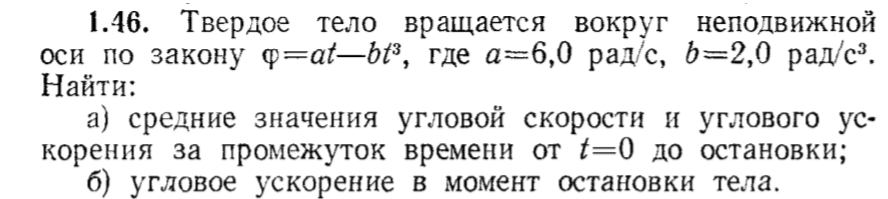 1.46. Твердое тело вращается вокруг неподвижной
оси по закону φ=at—bt³, где a=6,0 рад/с, b=2,0 рад/с³.
Найти:
а) средние значения угловой скорости и углового ус-
корения за промежуток времени от t=0 до остановки;
б) угловое ускорение в момент остановки тела.